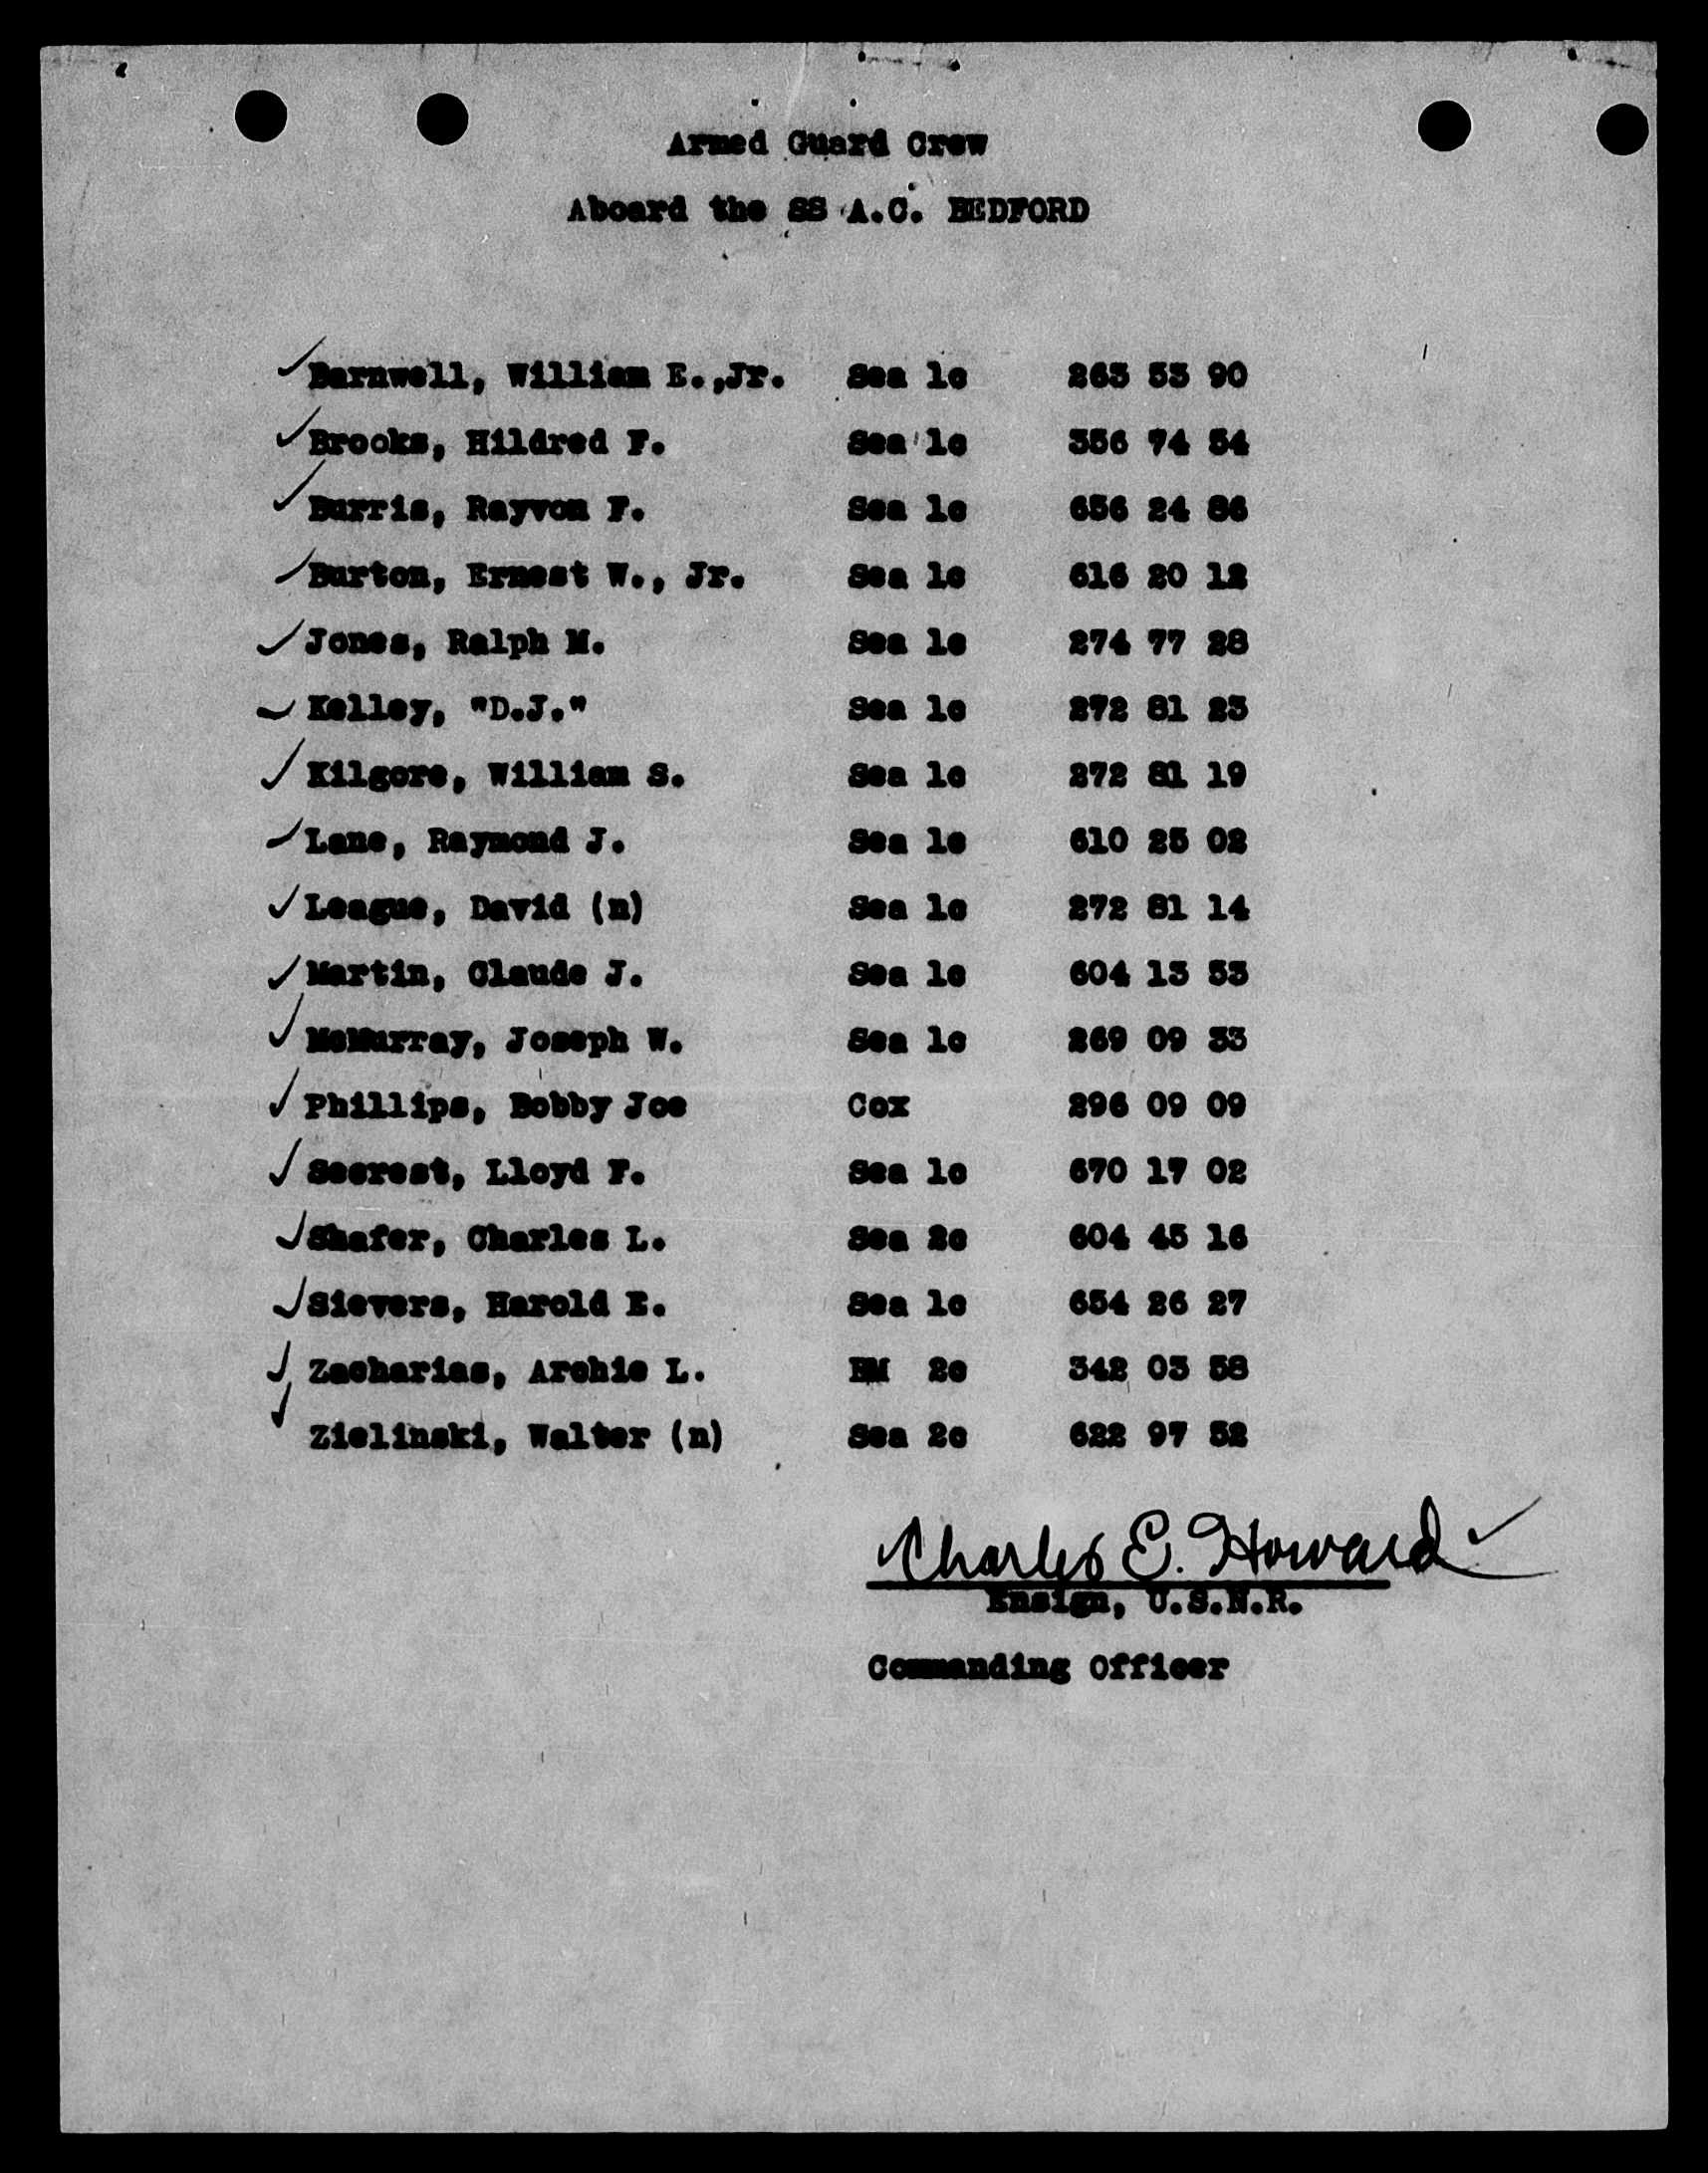 Armed Guard Crew
Aboard the SS A.C. BEDFORD
✓ Barnwell, William E.,Jr. Sea 1c 263 53 90
✓ Brooks, Hildred F. Sea 1c 356 74 54
✓ Burris, Rayvon F. Sea 1c 656 24 86
✓ Burton, Ernest W., Jr. Sea 1c 616 20 12
✓ Jones, Ralph M. Sea 1c 274 77 28
✓ Kelley, "D.J." Sea 1c 272 81 23
✓ Kilgore, William S. Sea 1c 272 81 19
✓ Lane, Raymond J. Sea 1c 610 25 02
✓ League, David (n) Sea 1c 272 81 14
✓ Martin, Claude J. Sea 1c 604 13 53
✓ McMurray, Joseph W. Sea 1c 269 09 33
✓ Phillips, Bobby Joe Cox 296 09 09
✓ Secrest, Lloyd F. Sea 1c 670 17 02
✓ Shafer, Charles L. Sea 2c 604 45 16
✓ Sievers, Harold E. Sea 1c 654 26 27
✓ Zacharias, Archie L. BM 2c 342 03 58
✓ Zielinski, Walter (n) Sea 2c 622 97 52
Charles E. Howard ✓
Ensign, U.S.N.R.
Commanding Officer